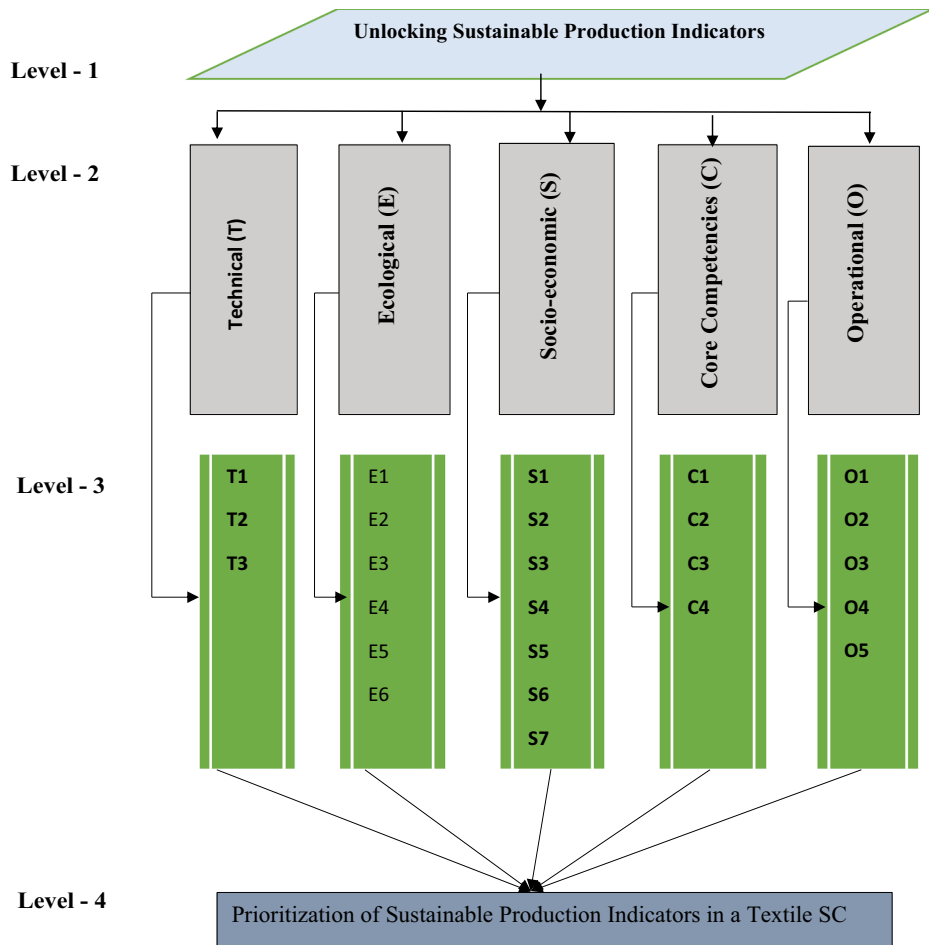 Unlocking Sustainable Production Indicators
Level - 1
Level - 2
Technical (T)
Ecological (E)
Socio-economic (S)
Core Competencies (C)
Operational (O)
Level - 3
T1
T2
T3
E1
E2
E3
E4
E5
E6
S1
S2
S3
S4
S5
S6
S7
C1
C2
C3
C4
O1
O2
O3
O4
O5
Level - 4
Prioritization of Sustainable Production Indicators in a Textile SC